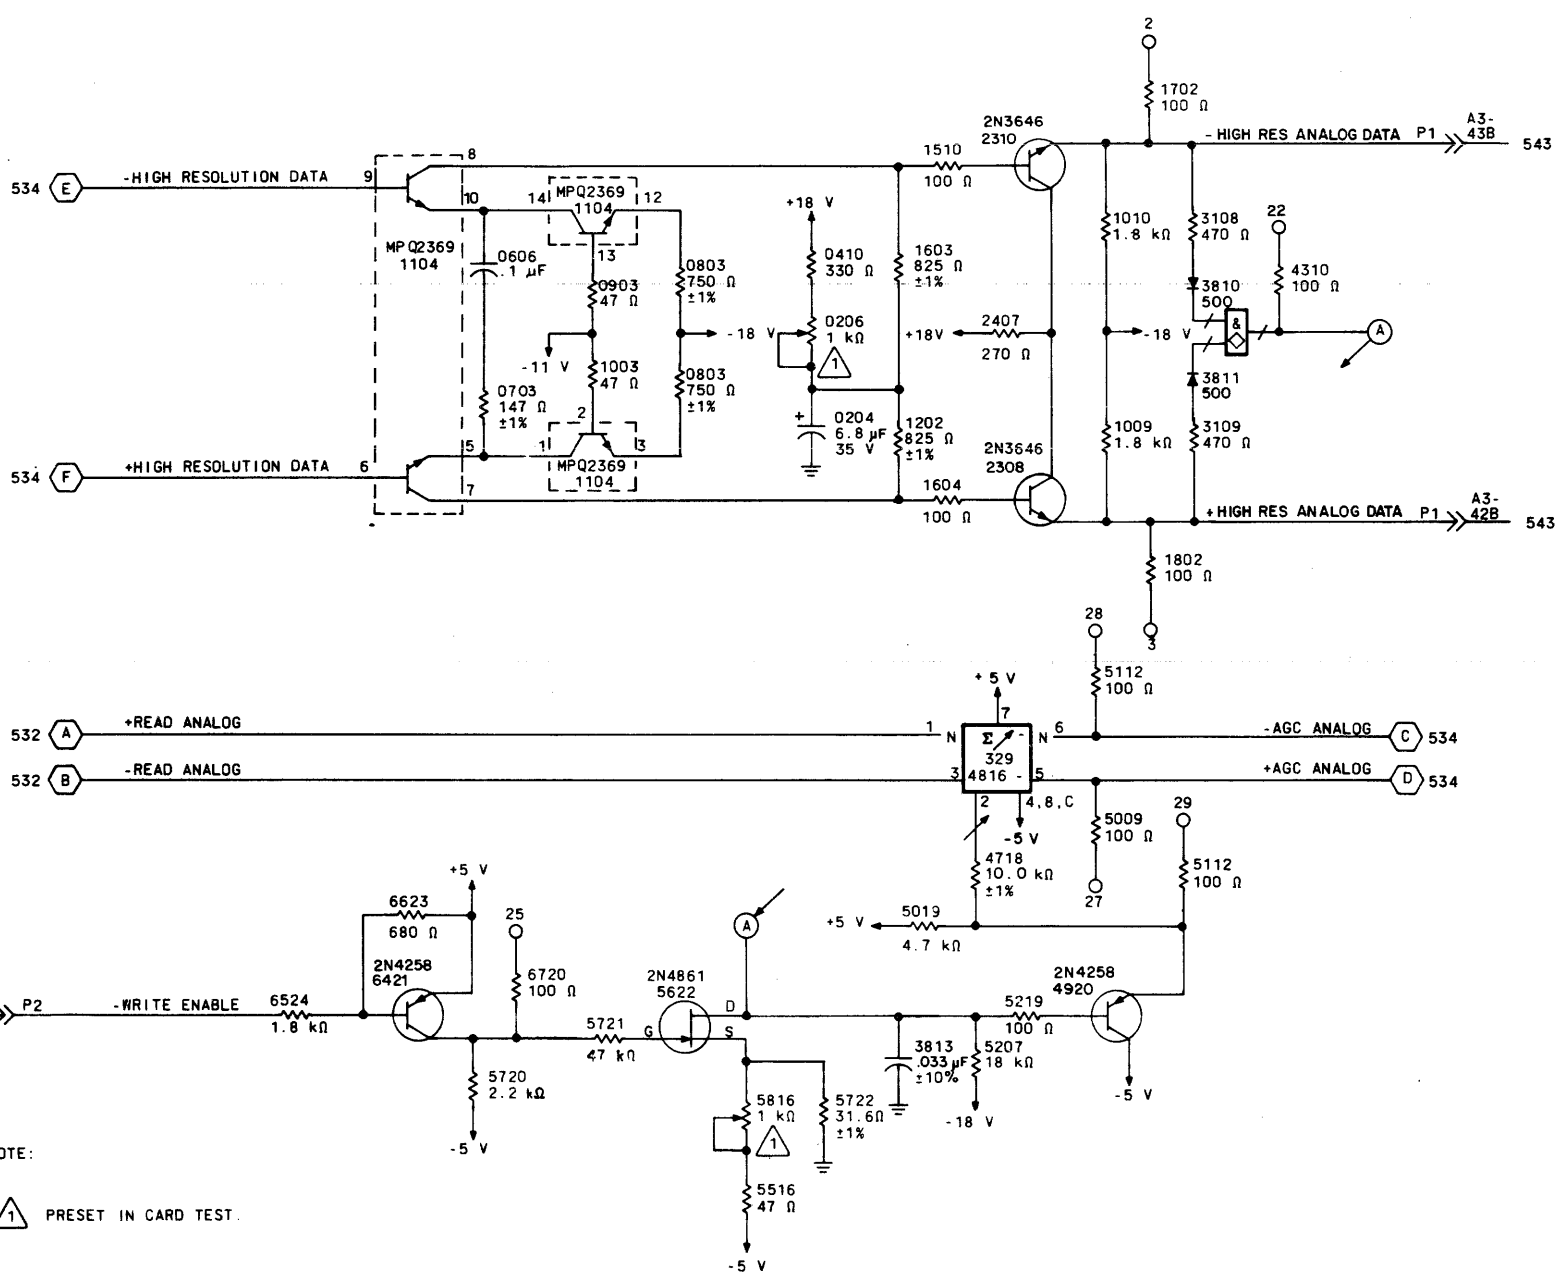 2
1702
100 Ω
2N3646
2310
-HIGH RES ANALOG DATA P1 A3-43B 543
1510
100 Ω
8
534 E -HIGH RESOLUTION DATA 9
10
14
MPQ2369
1104
12
13
MPQ2369
1104
0606
.1 µF
0903
47 Ω
0803
750 Ω
±1%
+18 V
0410
330 Ω
1603
825 Ω
±1%
1010
1.8 kΩ
3108
470 Ω
22
4310
100 Ω
3810
500
&
A
-11 V
-18 V
0206
1 kΩ
1
+18V
2407
270 Ω
-18 V
1003
47 Ω
0803
750 Ω
±1%
3811
500
0703
147 Ω
±1%
2
+
0204
6.8 µF
35 V
1202
825 Ω
±1%
1009
1.8 kΩ
3109
470 Ω
5
1
3
MPQ2369
1104
2N3646
2308
534 F +HIGH RESOLUTION DATA 6
7
1604
100 Ω
+HIGH RES ANALOG DATA P1 A3-42B 543
1802
100 Ω
3
28
5112
100 Ω
+5 V
7
532 A +READ ANALOG 1 N
Σ -
329
4816 -
N 6 -AGC ANALOG C 534
532 B -READ ANALOG 3
5 +AGC ANALOG D 534
2
4,8,C
-5 V
5009
100 Ω
27
29
5112
100 Ω
4718
10.0 kΩ
±1%
+5 V
5019
4.7 kΩ
+5 V
6623
680 Ω
25
A
2N4258
6421
6720
100 Ω
2N4861
5622
2N4258
4920
P2 -WRITE ENABLE 6524
1.8 kΩ
5721
47 kΩ
G
D
S
5219
100 Ω
3813
.033 µF
±10%
5207
18 kΩ
-18 V
-5 V
5720
2.2 kΩ
-5 V
5816
1 kΩ
1
5722
31.6Ω
±1%
5516
47 Ω
-5 V
OTE:
1 PRESET IN CARD TEST.